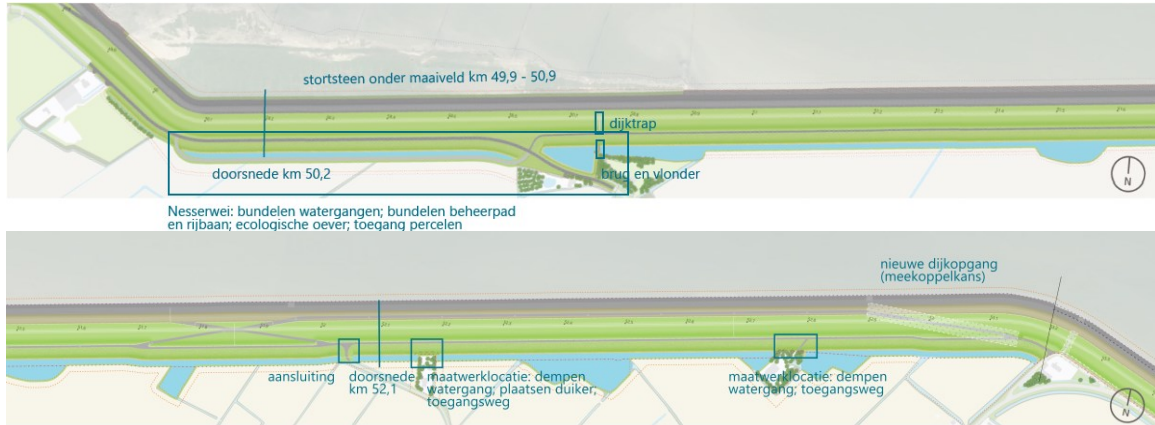 stortsteen onder maaiveld km 49,9 - 50,9
dijktrap
doorsnede km 50,2
brug en vlonder
N
Nesserwei: bundelen watergangen; bundelen beheerpad
en rijbaan; ecologische oever; toegang percelen
nieuwe dijkopgang
(meekoppelkans)
aansluiting
doorsnede
km 52,1
maatwerklocatie: dempen
watergang; plaatsen duiker,
toegangsweg
maatwerklocatie: dempen
watergang; toegangsweg
N